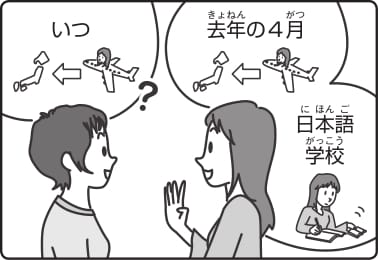 いつ
?
きょねん がつ
去年の4月
に ほん ご
日本語
がっこう
学校